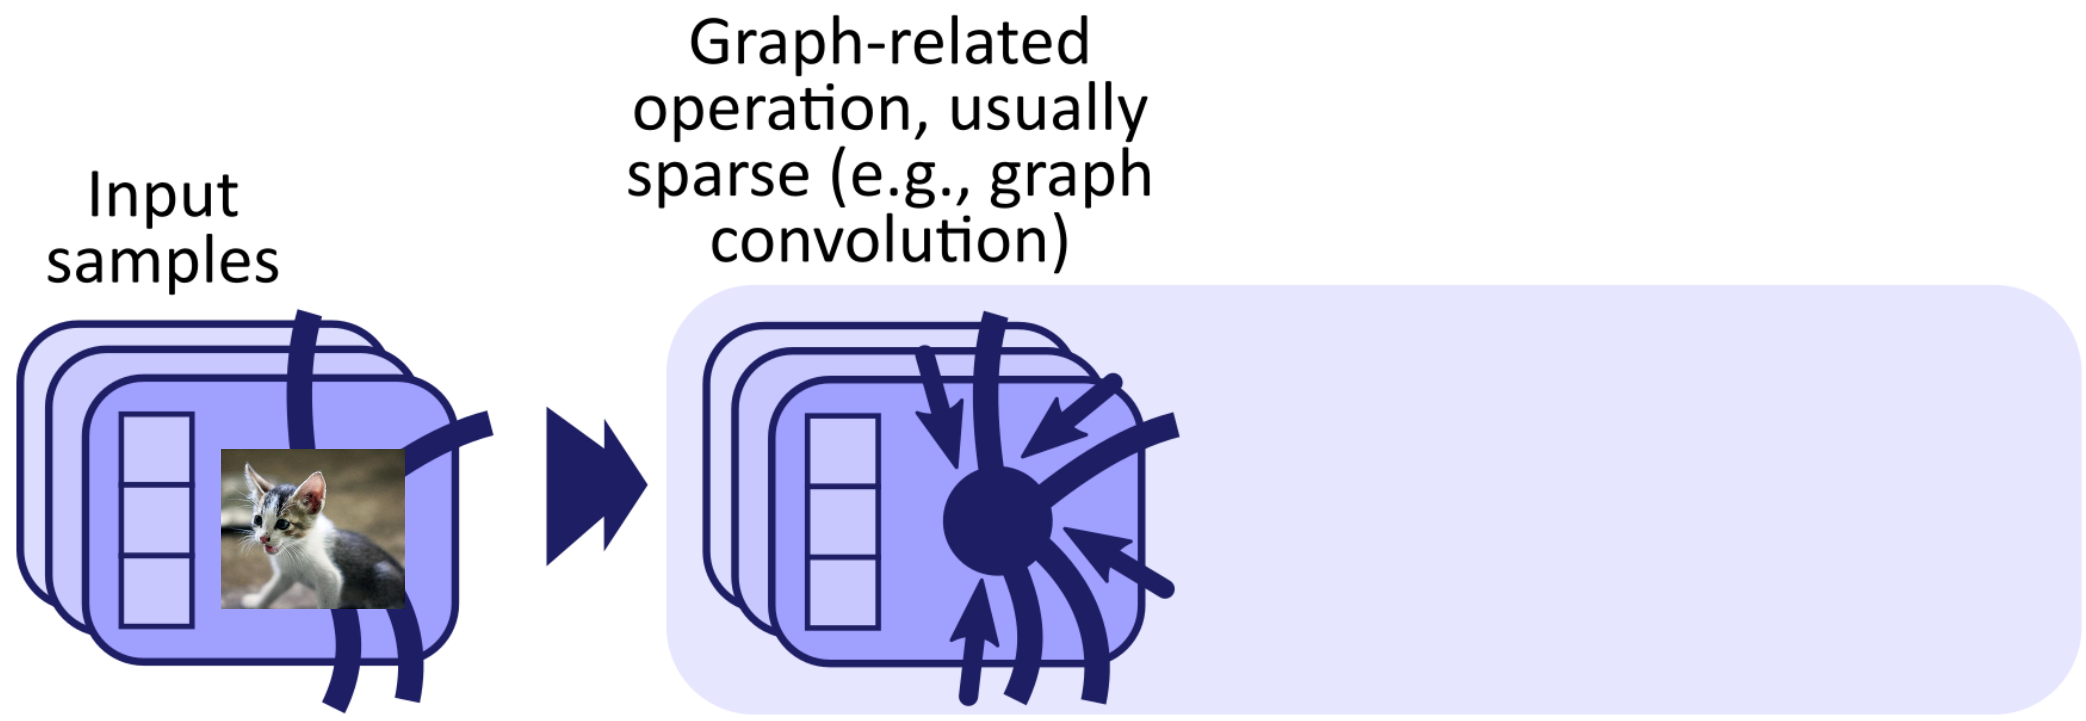 Input
samples
Graph-related
operation, usually
sparse (e.g., graph
convolution)